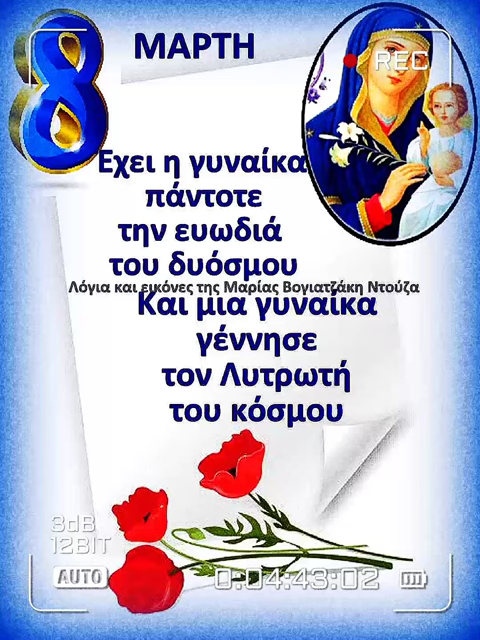 8
ΜΑΡΤΗ
REC
Έχει η γυναίκα
πάντοτε
την ευωδιά
του δυόσμου
Λόγια και εικόνες της Μαρίας Βογιατζάκη Ντούζα
Και μια γυναίκα
γέννησε
τον Λυτρωτή
του κόσμου
3dB
12BIT
AUTO
0:04:43:02